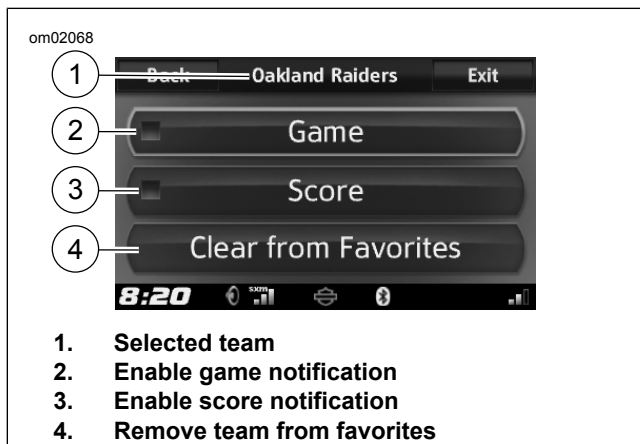 om02068
1 Back Oakland Raiders Exit
2 Game
3 Score
4 Clear from Favorites
8:20 sxm
1. Selected team
2. Enable game notification
3. Enable score notification
4. Remove team from favorites